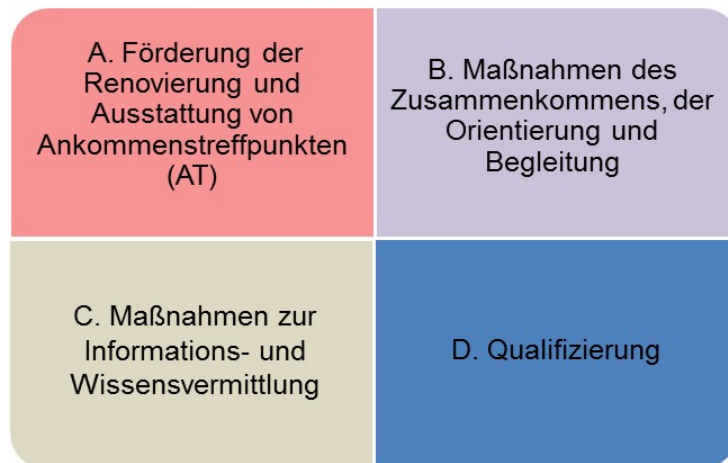 A. Förderung der
Renovierung und
Ausstattung von
Ankommenstreffpunkten
(AT)
B. Maßnahmen des
Zusammenkommens, der
Orientierung und
Begleitung
C. Maßnahmen zur
Informations- und
Wissensvermittlung
D. Qualifizierung